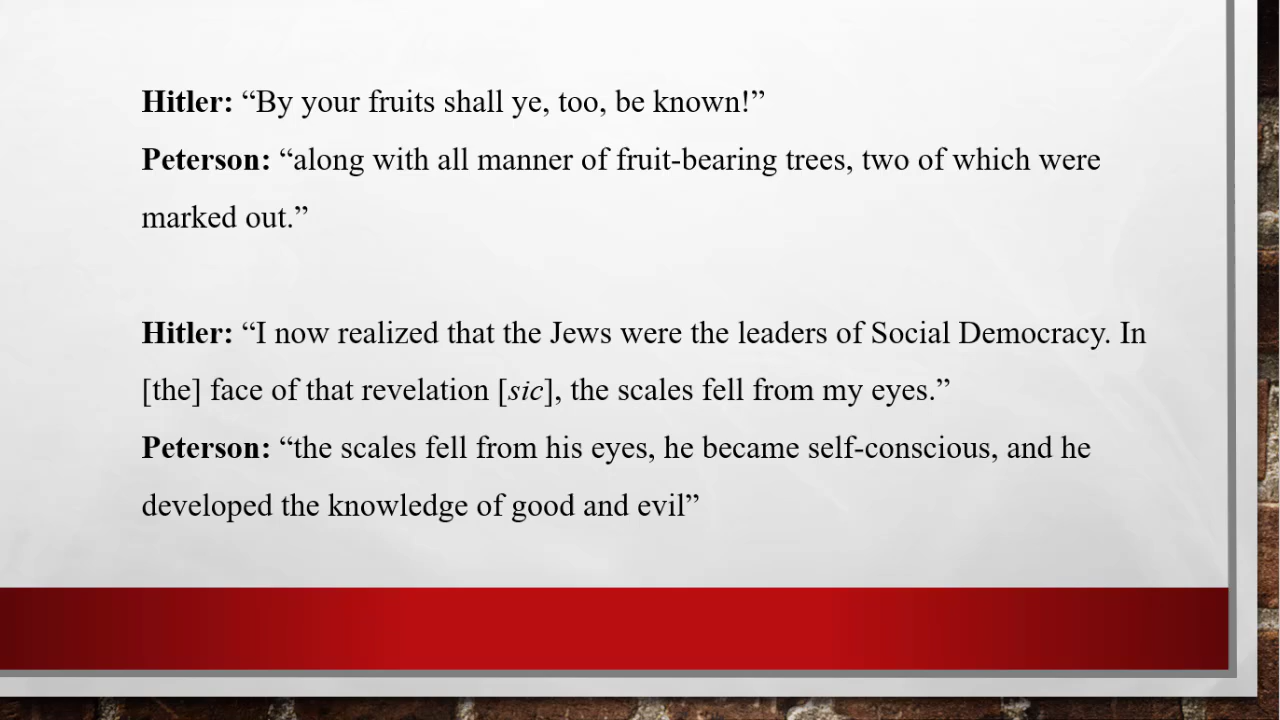 Hitler: “By your fruits shall ye, too, be known!”
Peterson: “along with all manner of fruit-bearing trees, two of which were
marked out.”
Hitler: “I now realized that the Jews were the leaders of Social Democracy. In
[the] face of that revelation [sic], the scales fell from my eyes.”
Peterson: “the scales fell from his eyes, he became self-conscious, and he
developed the knowledge of good and evil”